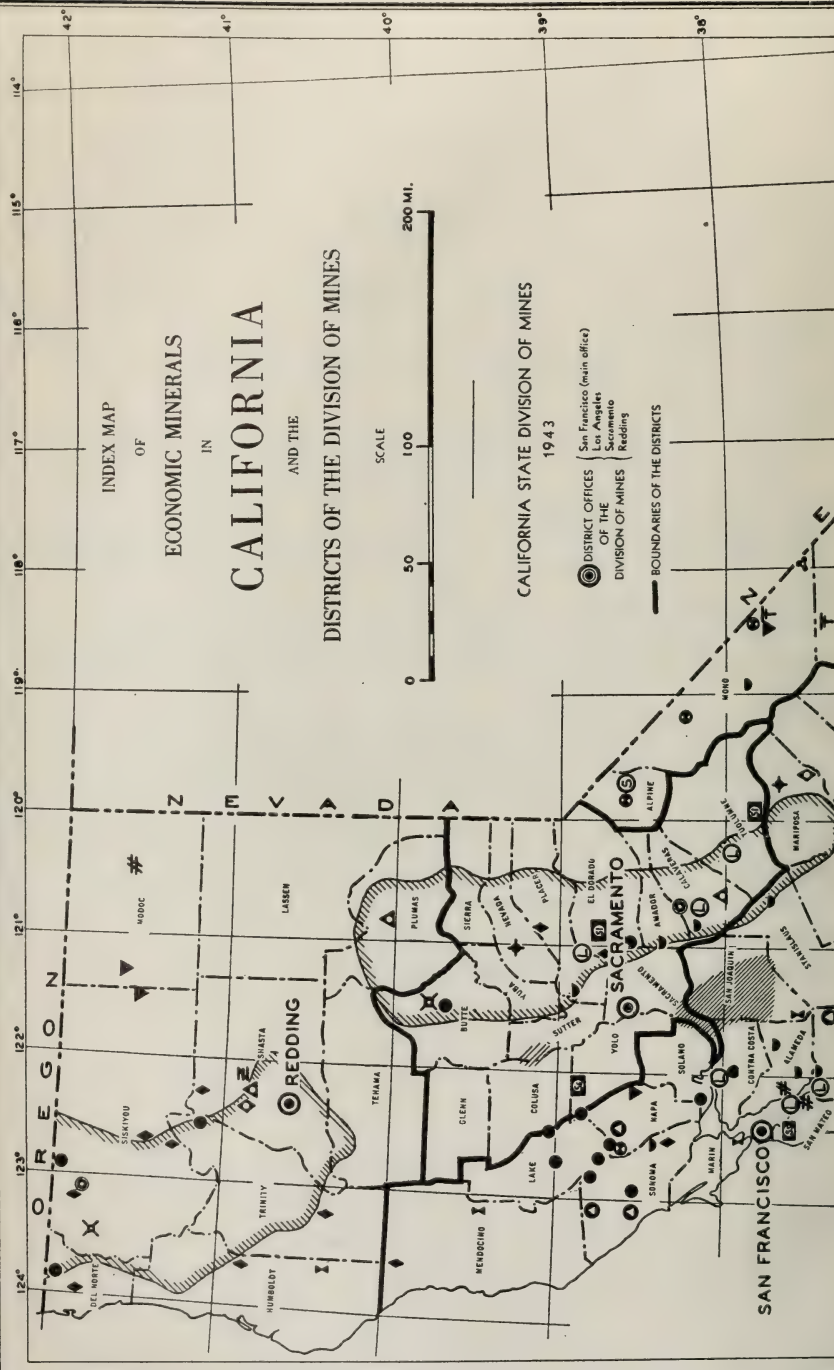 INDEX MAP
OF
ECONOMIC MINERALS
IN
CALIFORNIA
AND THE
DISTRICTS OF THE DIVISION OF MINES
SCALE
0 50 100 200 MI.
CALIFORNIA STATE DIVISION OF MINES
1943
DISTRICT OFFICES
OF THE
DIVISION OF MINES
San Francisco (main office)
Los Angeles
Sacramento
Redding
BOUNDARIES OF THE DISTRICTS
124°
123°
122°
121°
120°
119°
118°
117°
116°
115°
114°
42°
41°
40°
39°
38°
OREGON
NEVADA
DEL NORTE
SISKIYOU
MODOC
HUMBOLDT
TRINITY
SHASTA
LASSEN
REDDING
TEHAMA
PLUMAS
MENDOCINO
GLENN
BUTTE
SIERRA
NEVADA
PLACER
YUBA
SUTTER
COLUSA
LAKE
SONOMA
NAPA
YOLO
SACRAMENTO
EL DORADO
ALPINE
AMADOR
SACRAMENTO
SOLANO
MARIN
CONTRA COSTA
SAN JOAQUIN
CALAVERAS
TUOLUMNE
MONO
SAN FRANCISCO
SAN MATEO
ALAMEDA
STANISLAUS
MARIPOSA
N E
S
L
L
L
L
L
L
T
T